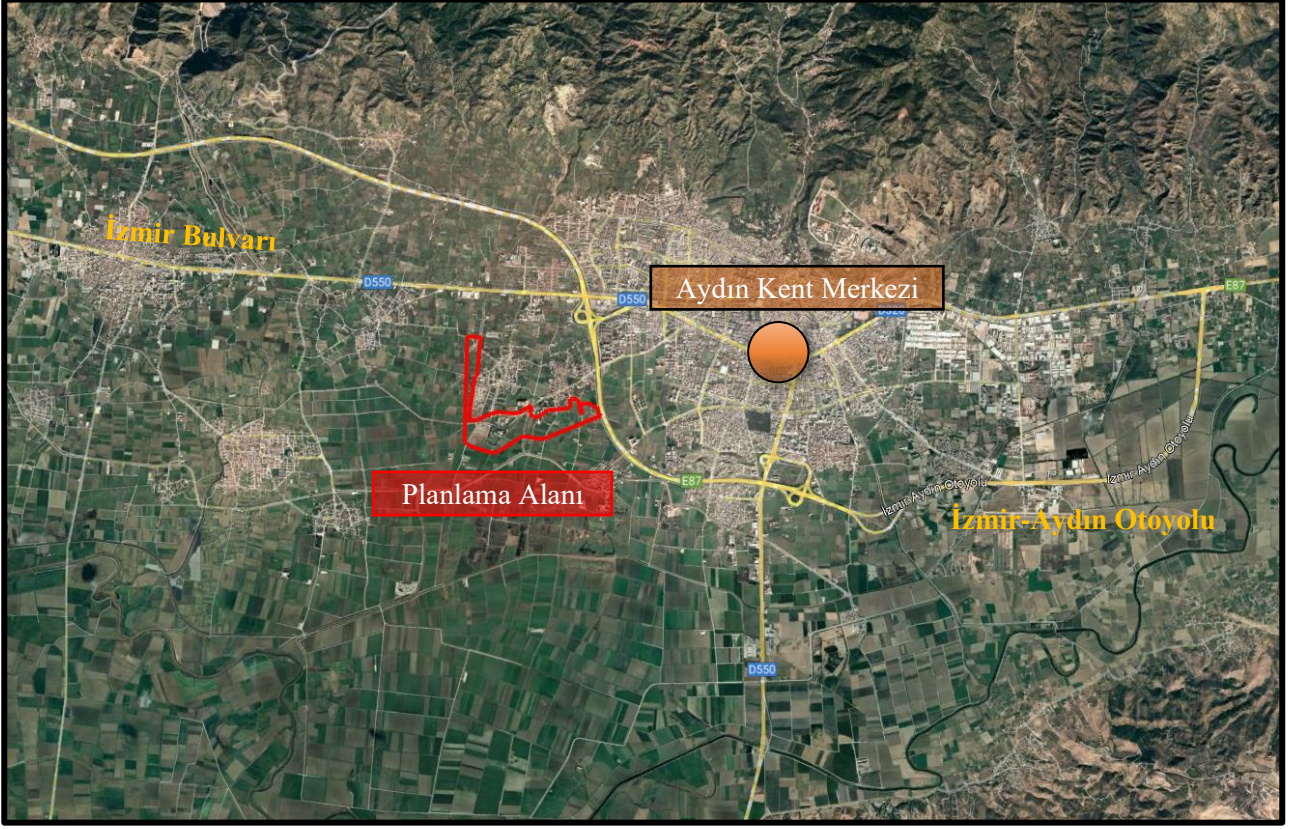 İzmir Bulvarı
D550
D550
Aydın Kent Merkezi
E87
Planlama Alanı
E87
İzmir-Aydın Otoyolu
İzmir-Aydın Otoyolu
İzmir-Aydın Otoyolu
D550